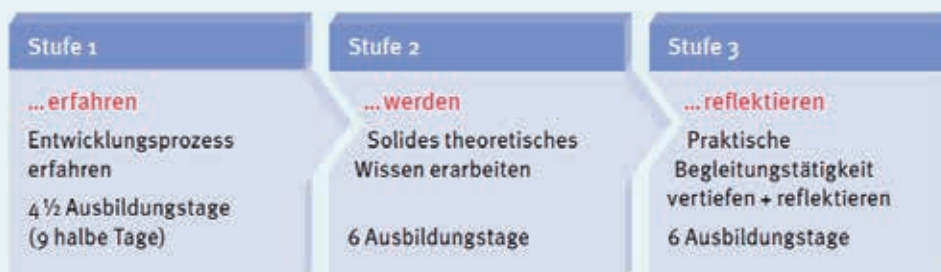 Stufe 1
...erfahren
Entwicklungsprozess
erfahren
4 ½ Ausbildungstage
(9 halbe Tage)
Stufe 2
...werden
Solides theoretisches
Wissen erarbeiten
6 Ausbildungstage
Stufe 3
...reflektieren
Praktische
Begleitungstätigkeit
vertiefen + reflektieren
6 Ausbildungstage